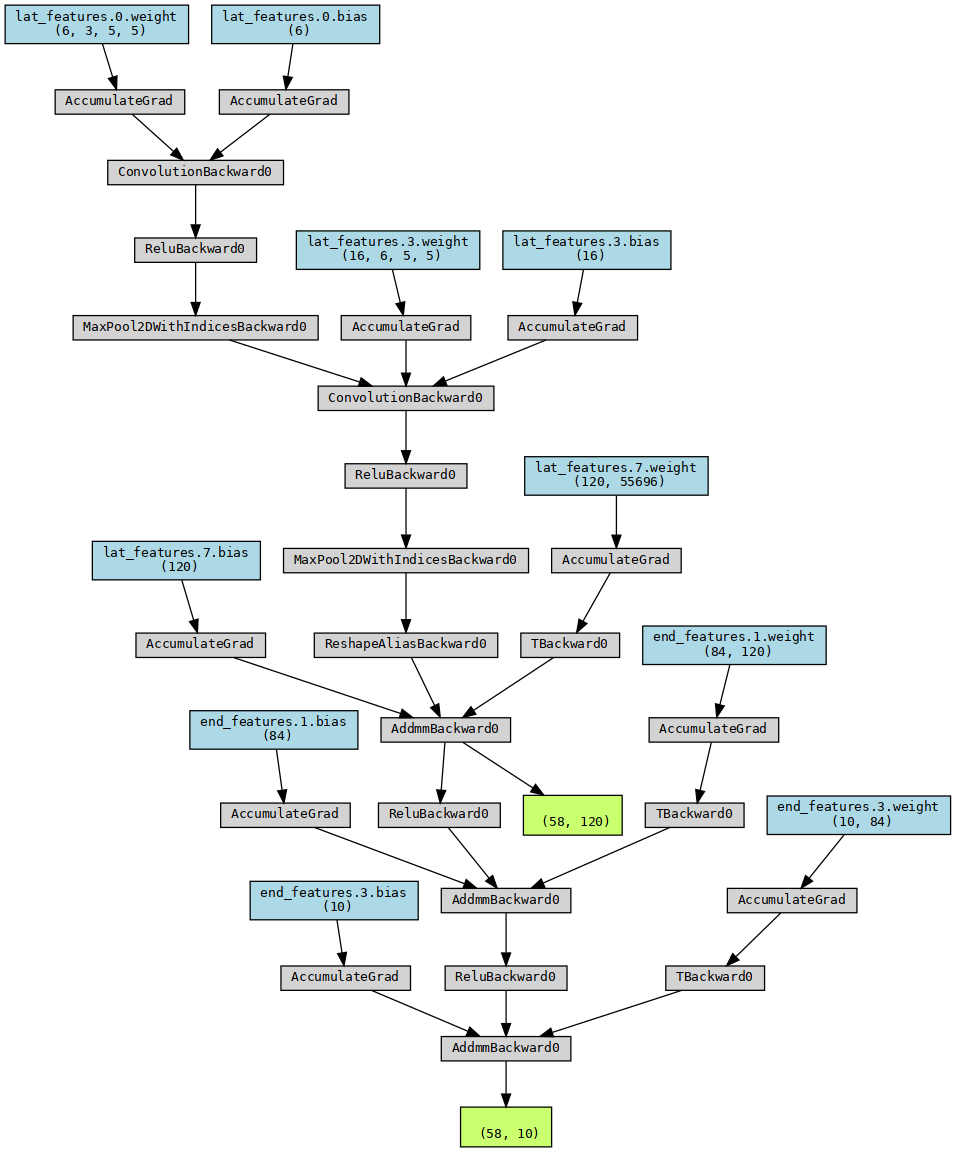 lat_features.0.weight
(6, 3, 5, 5)
lat_features.0.bias
(6)
AccumulateGrad
AccumulateGrad
ConvolutionBackward0
ReluBackward0
lat_features.3.weight
(16, 6, 5, 5)
lat_features.3.bias
(16)
MaxPool2DWithIndicesBackward0
AccumulateGrad
AccumulateGrad
ConvolutionBackward0
ReluBackward0
lat_features.7.weight
(120, 55696)
lat_features.7.bias
(120)
MaxPool2DWithIndicesBackward0
AccumulateGrad
AccumulateGrad
ReshapeAliasBackward0
TBackward0
end_features.1.weight
(84, 120)
end_features.1.bias
(84)
AddmmBackward0
AccumulateGrad
AccumulateGrad
ReluBackward0
(58, 120)
TBackward0
end_features.3.weight
(10, 84)
end_features.3.bias
(10)
AddmmBackward0
AccumulateGrad
AccumulateGrad
ReluBackward0
TBackward0
AddmmBackward0
(58, 10)